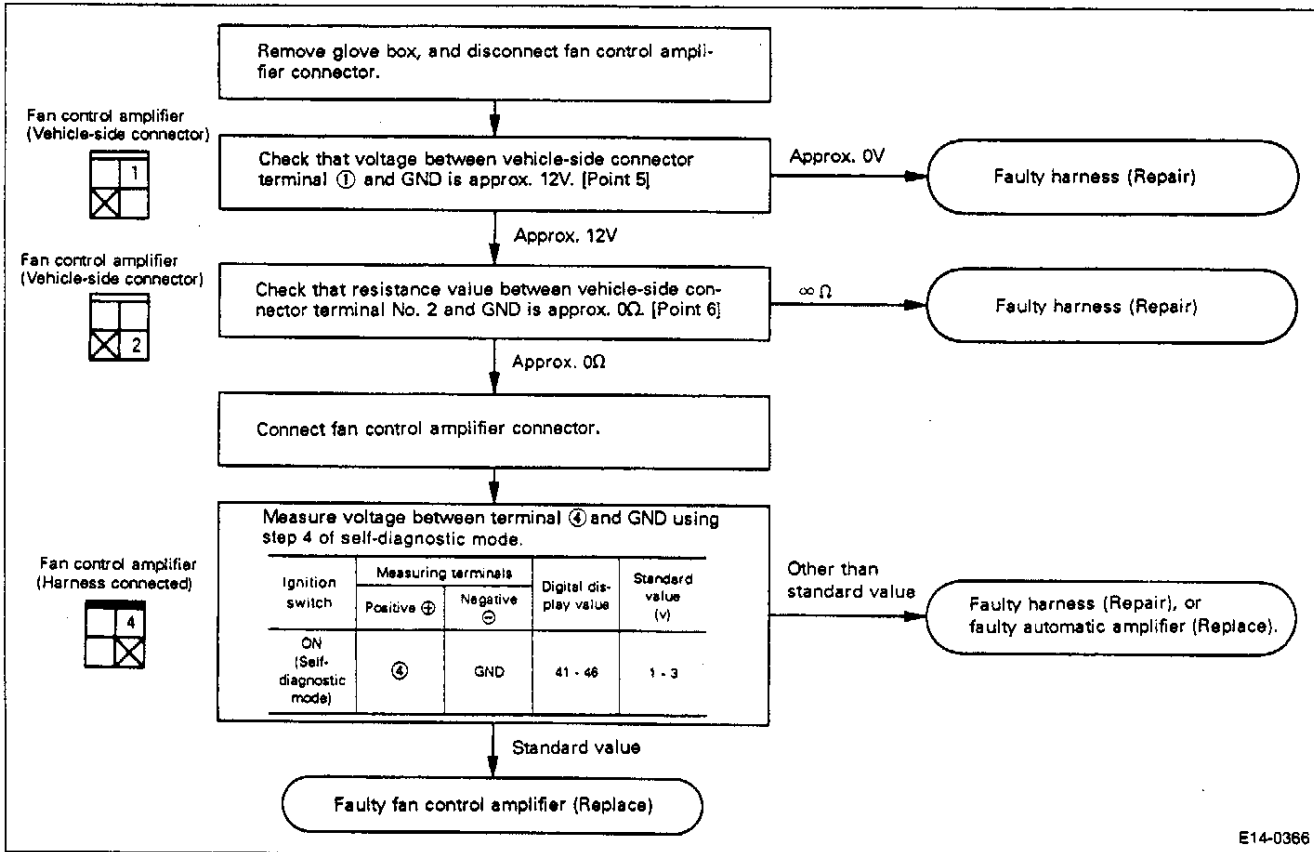 Remove glove box, and disconnect fan control ampli-
fier connector.
Fan control amplifier
(Vehicle-side connector)
1
Check that voltage between vehicle-side connector
terminal ① and GND is approx. 12V. [Point 5]
Approx. 0V
Faulty harness (Repair)
Approx. 12V
Fan control amplifier
(Vehicle-side connector)
2
Check that resistance value between vehicle-side con-
nector terminal No. 2 and GND is approx. 0Ω. [Point 6]
∞ Ω
Faulty harness (Repair)
Approx. 0Ω
Connect fan control amplifier connector.
Fan control amplifier
(Harness connected)
4
Measure voltage between terminal ④ and GND using
step 4 of self-diagnostic mode.
Ignition
switch
Measuring terminals
Positive ⊕
Negative
⊖
Digital dis-
play value
Standard
value
(v)
ON
(Self-
diagnostic
mode)
④
GND
41 - 46
1 - 3
Other than
standard value
Faulty harness (Repair), or
faulty automatic amplifier (Replace).
Standard value
Faulty fan control amplifier (Replace)
E14-0366